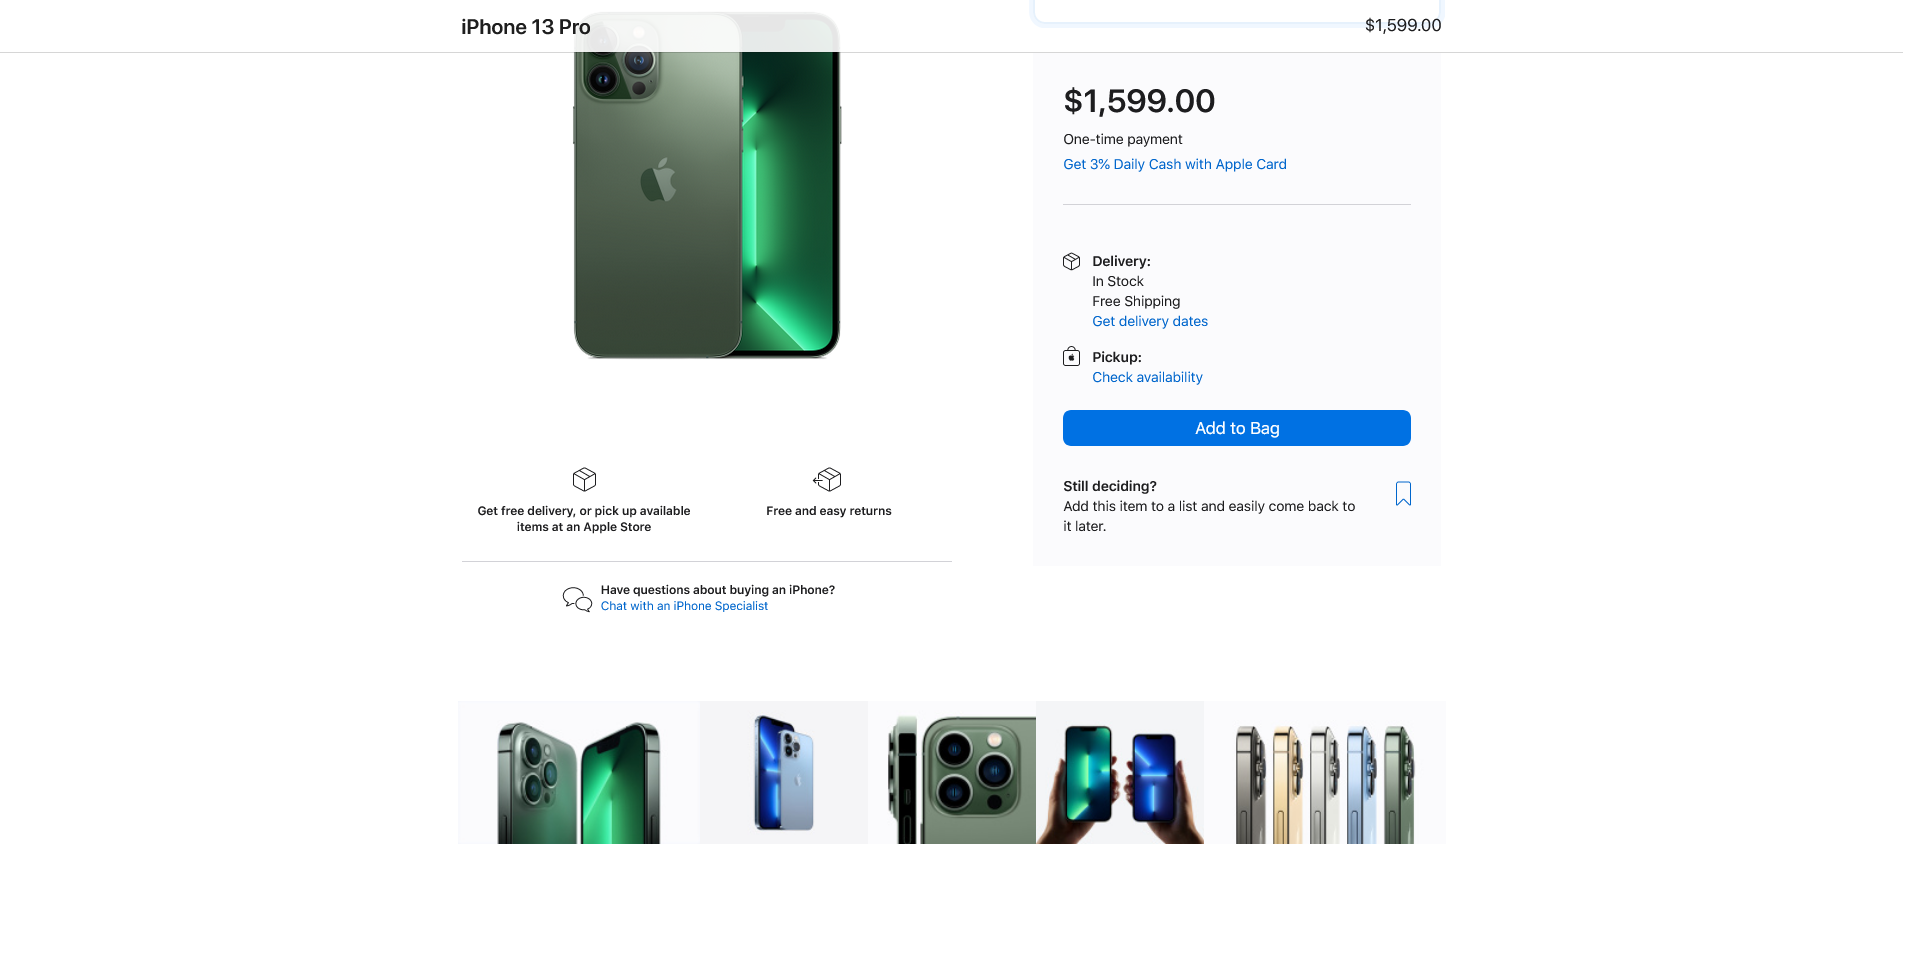 iPhone 13 Pro
$1,599.00
$1,599.00
One-time payment
Get 3% Daily Cash with Apple Card
Delivery:
In Stock
Free Shipping
Get delivery dates
Pickup:
Check availability
Add to Bag
Still deciding?
Add this item to a list and easily come back to
it later.
Get free delivery, or pick up available
items at an Apple Store
Free and easy returns
Have questions about buying an iPhone?
Chat with an iPhone Specialist